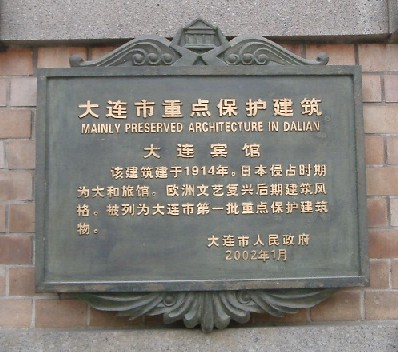 大连市重点保护建筑
MAINLY PRESERVED ARCHITECTURE IN DALIAN
大连宾馆
该建筑建于1914年。日本侵占时期
为大和旅馆。欧洲文艺复兴后期建筑风
格。被列为大连市第一批重点保护建筑
物。
大连市人民政府
2002年1月